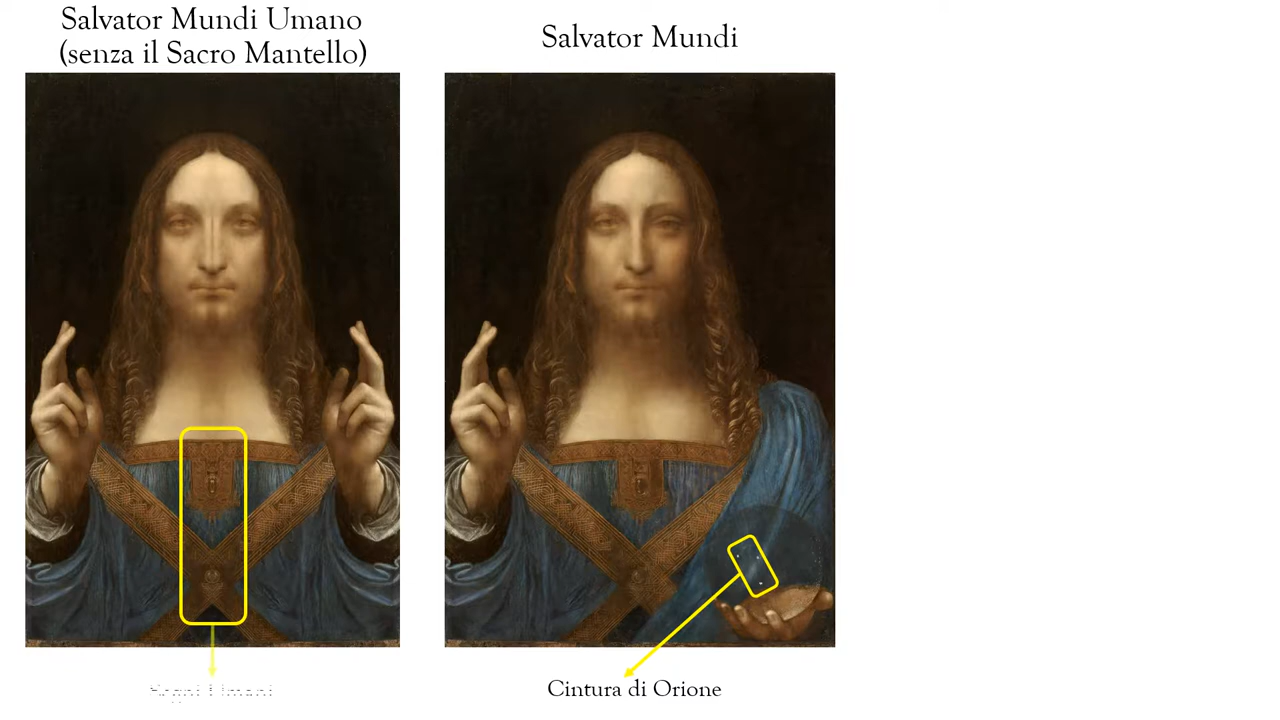 Salvator Mundi Umano
(senza il Sacro Mantello)
Salvator Mundi
Cintura di Orione